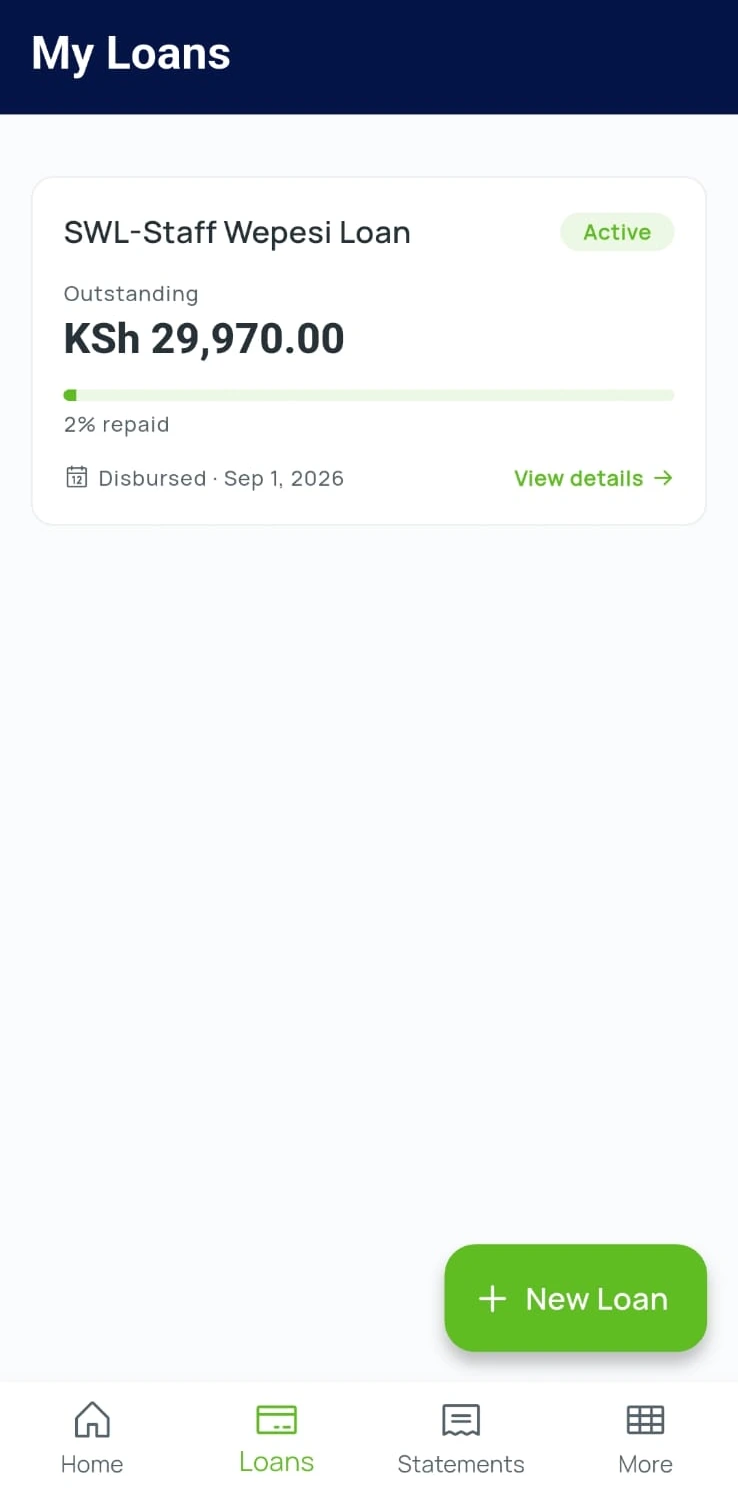 My Loans
SWL-Staff Wepesi Loan
Active
Outstanding
KSh 29,970.00
2% repaid
12
Disbursed · Sep 1, 2026
View details →
+ New Loan
Home
Loans
Statements
More